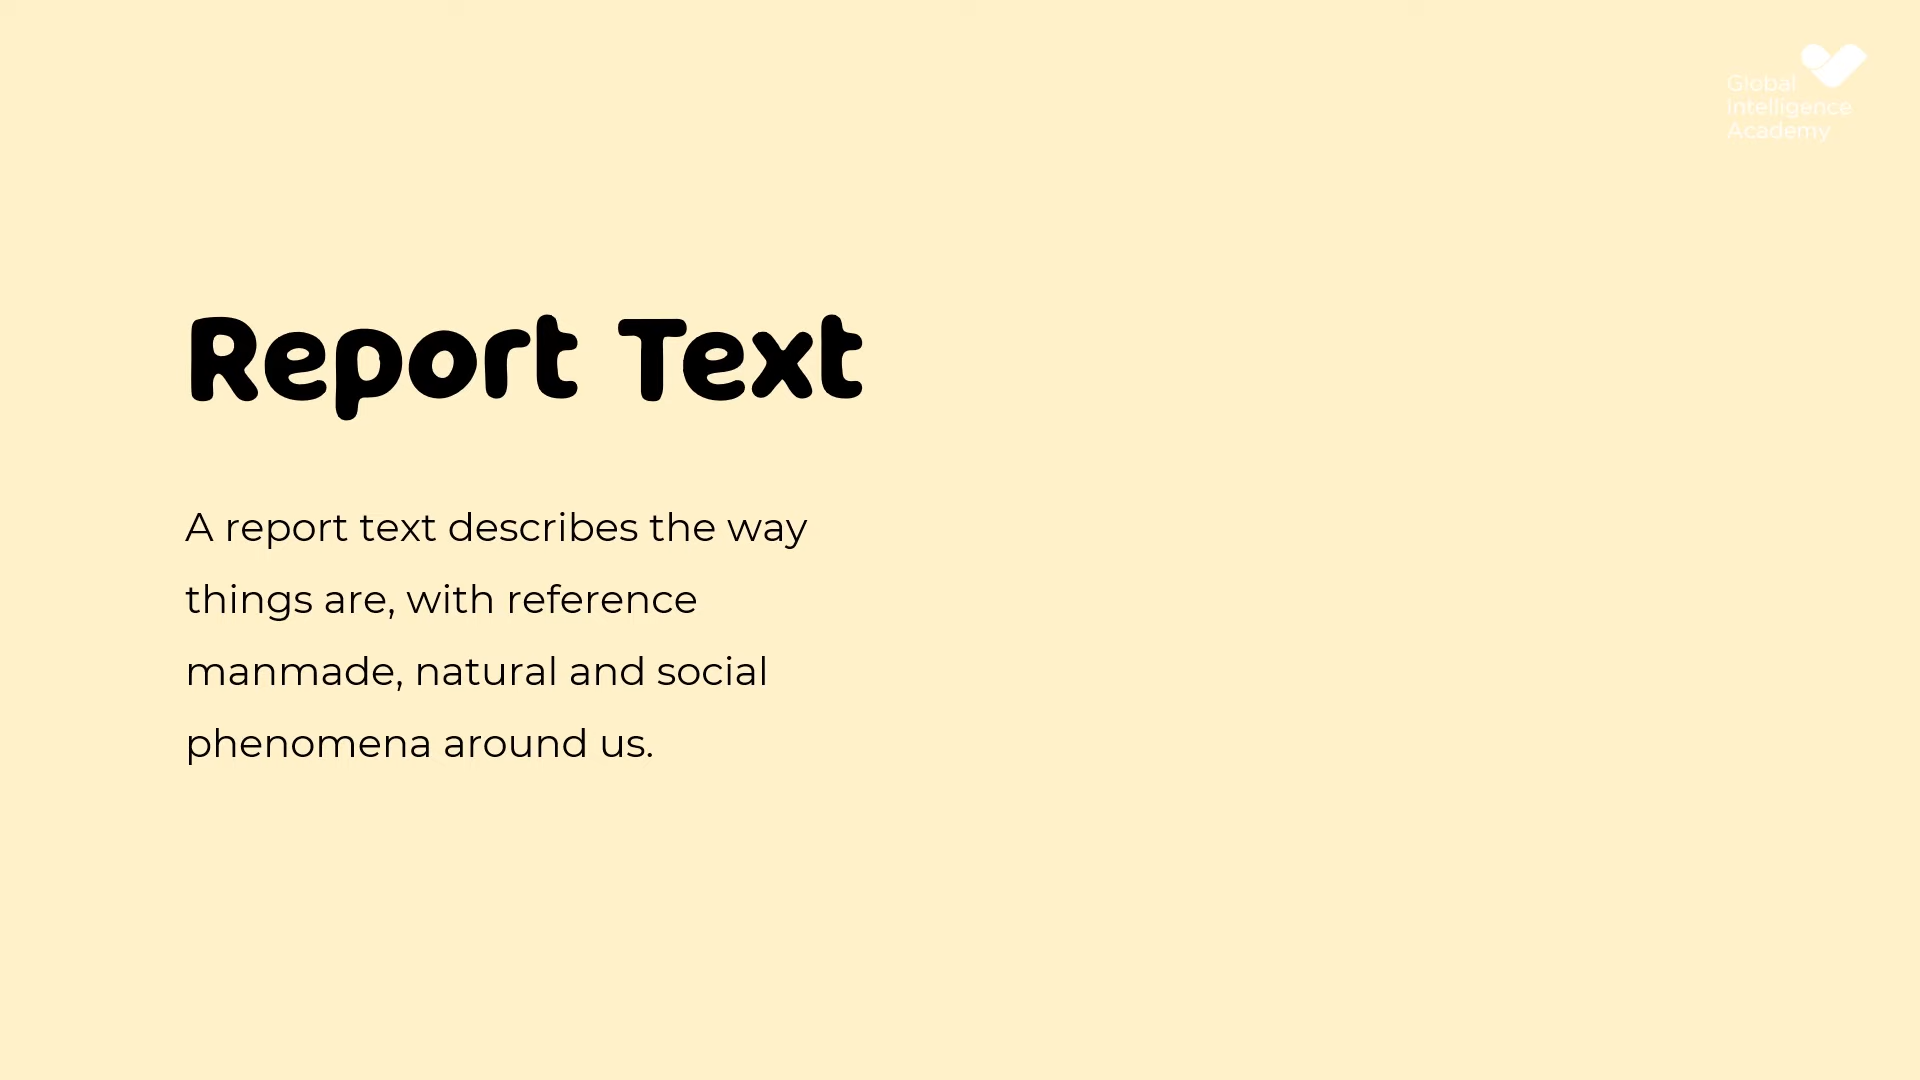 Global
Intelligence
Academy
Report Text
A report text describes the way
things are, with reference
manmade, natural and social
phenomena around us.